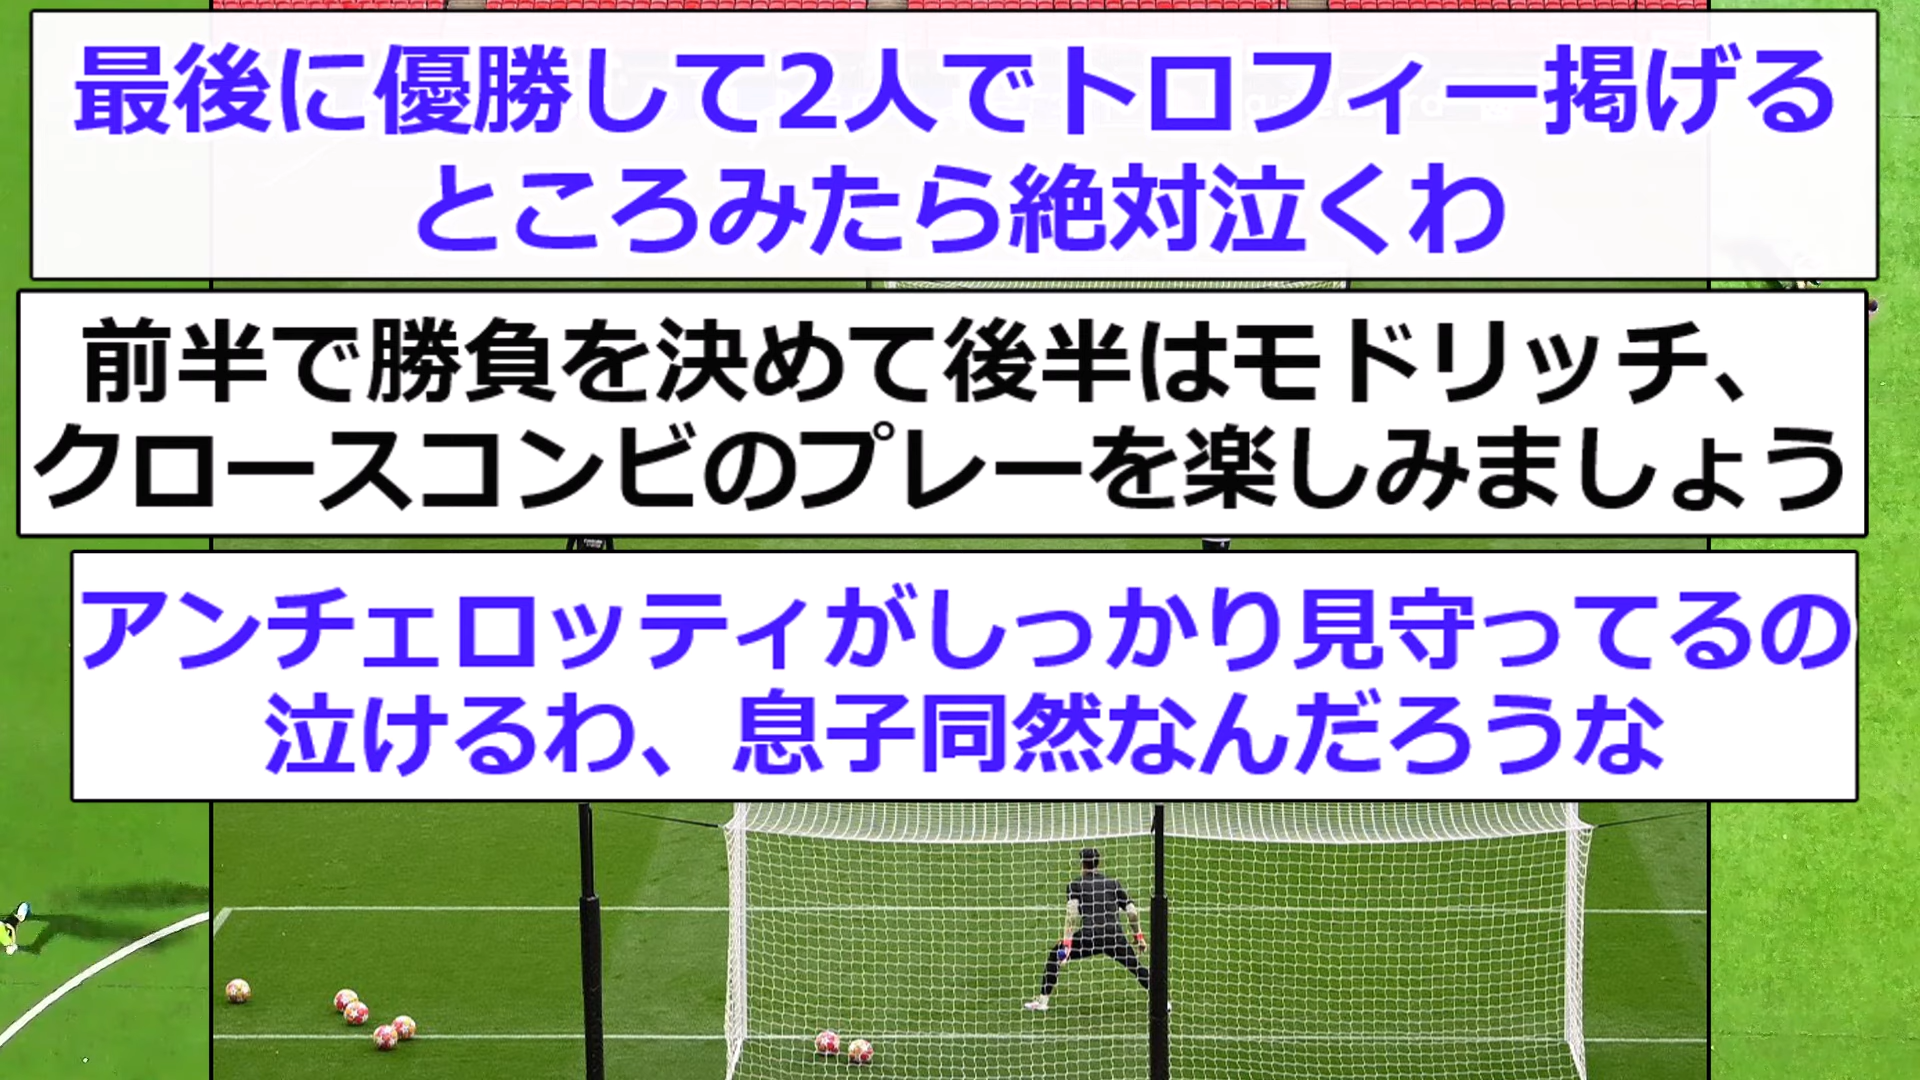 最後に優勝して2人でトロフィー掲げる
ところみたら絶対泣くわ
前半で勝負を決めて後半はモドリッチ、
クロースコンビのプレーを楽しみましょう
アンチェロッティがしっかり見守ってるの
泣けるわ、息子同然なんだろうな